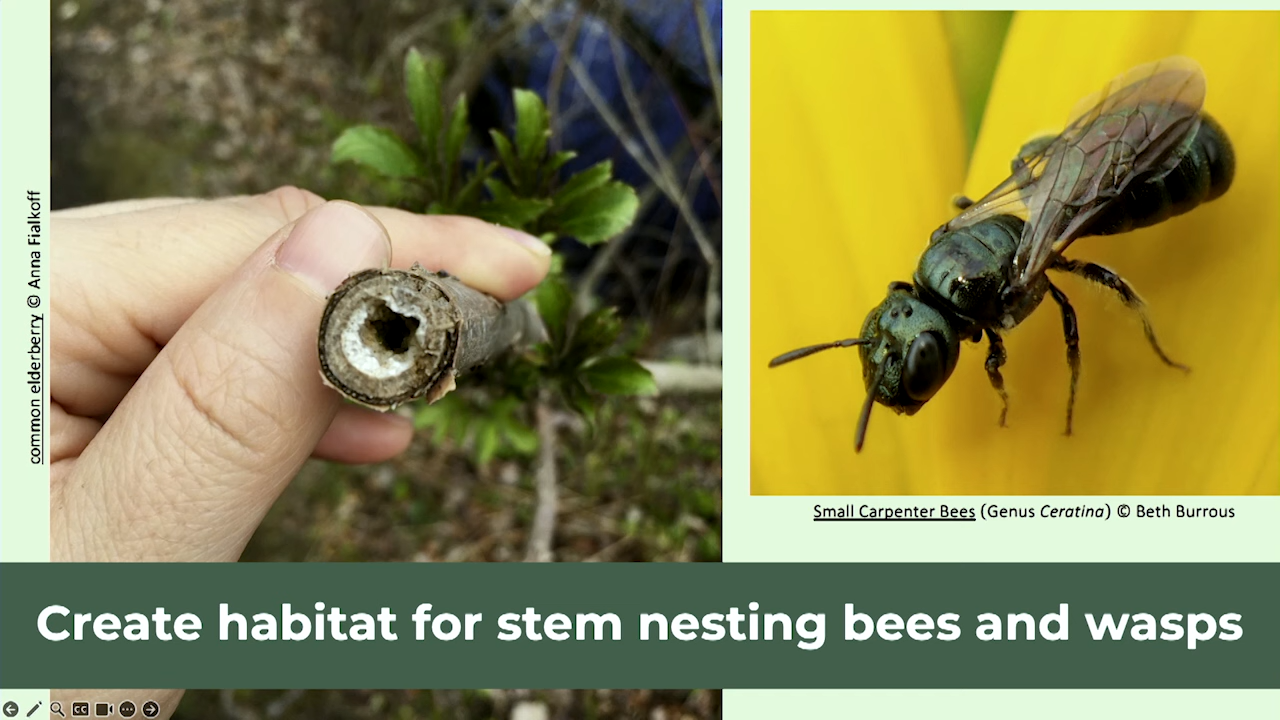 common elderberry © Anna Fialkoff
Small Carpenter Bees (Genus Ceratina) © Beth Burrous
Create habitat for stem nesting bees and wasps
CC